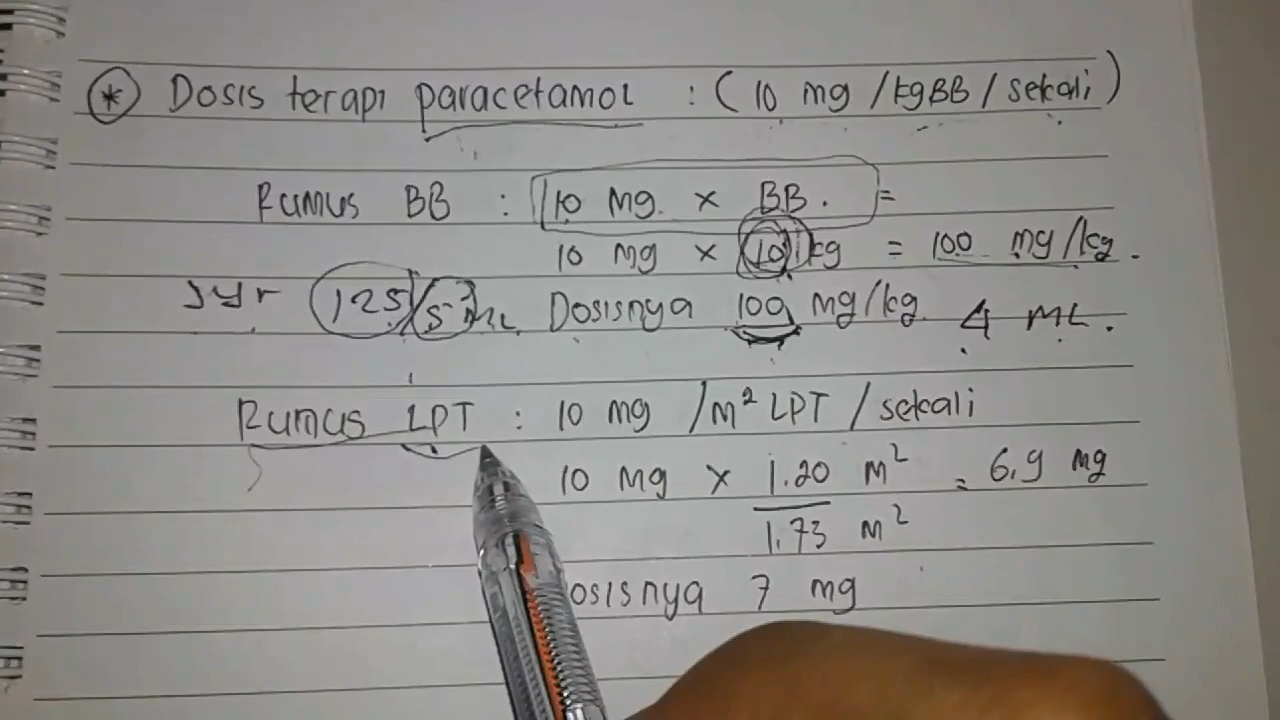 * Dosis terapi paracetamol : (10 mg /kgBB / sekali)
Rumus BB : 10 Mg. x BB. =
10 mg x 10 kg = 100 mg/kg.
syr 125/5 mL Dosisnya 100 mg/kg 4 ML.
Rumus LPT : 10 mg /m² LPT / sekali
10 Mg x 1.20 m² = 6,9 mg
1.73 m²
osisnya 7 mg